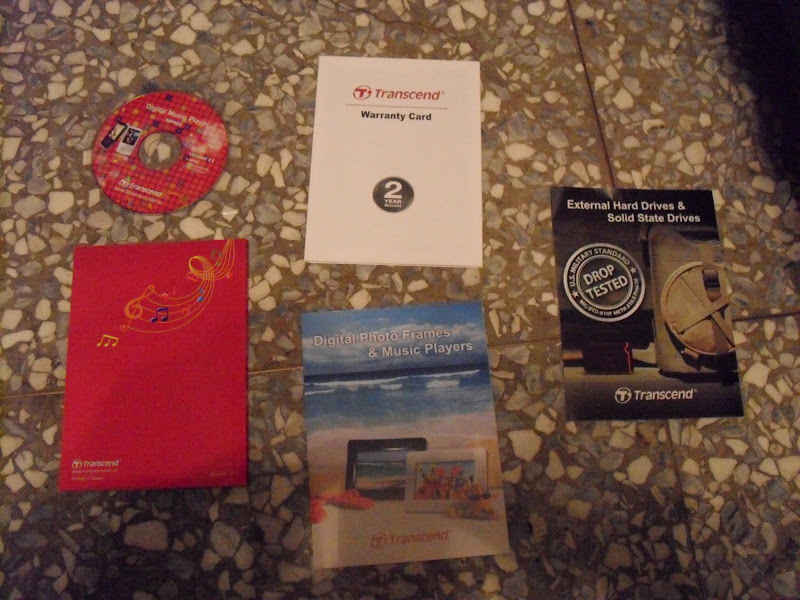 Digital Music Player
Transcend
Transcend
Warranty Card
2
YEAR
Warranty
External Hard Drives &
Solid State Drives
U.S. MILITARY STANDARD
DROP
TESTED
Transcend
Transcend
Digital Photo Frames
& Music Players
Transcend